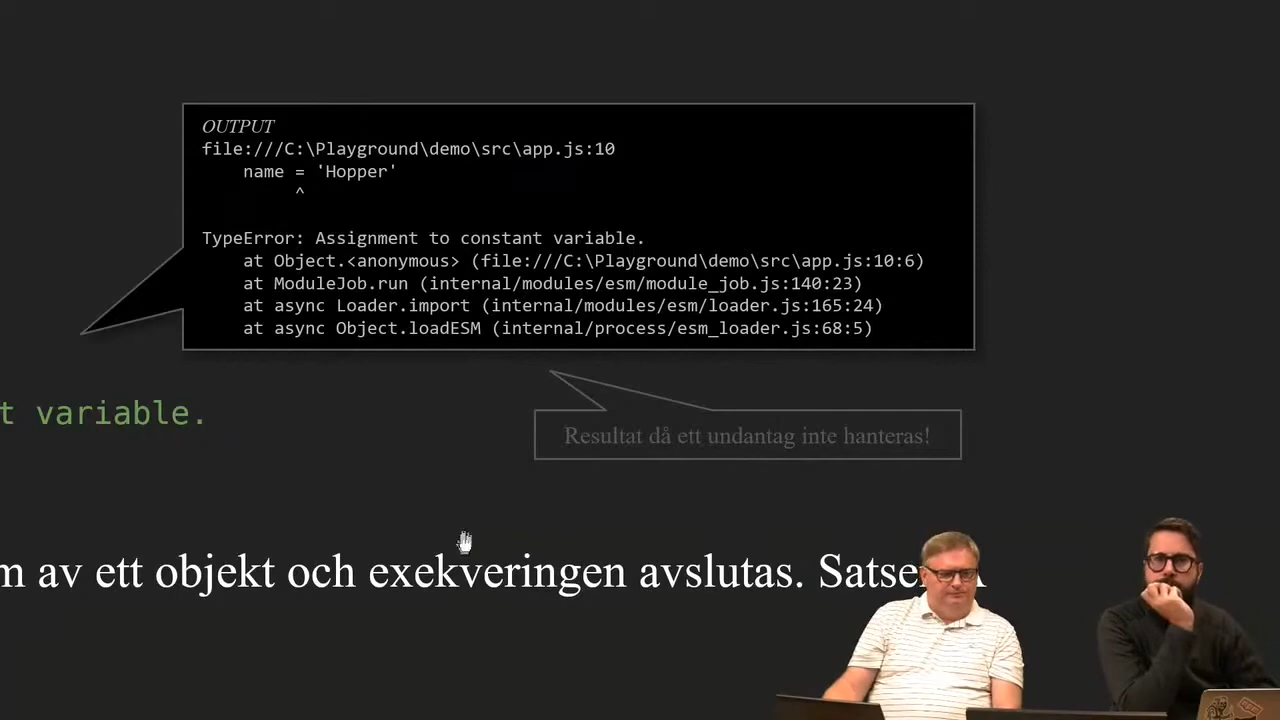 OUTPUT
file:///C:\Playground\demo\src\app.js:10
name = 'Hopper'
^
TypeError: Assignment to constant variable.
at Object.<anonymous> (file:///C:\Playground\demo\src\app.js:10:6)
at ModuleJob.run (internal/modules/esm/module_job.js:140:23)
at async Loader.import (internal/modules/esm/loader.js:165:24)
at async Object.loadESM (internal/process/esm_loader.js:68:5)
t variable.
Resultat då ett undantag inte hanteras!
m av ett objekt och exekveringen avslutas.